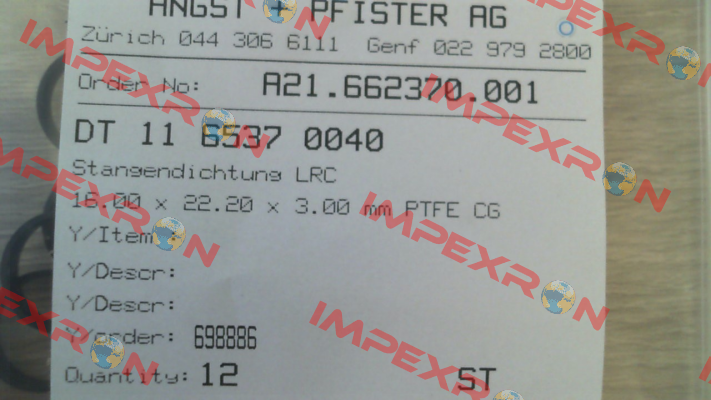 ANGST + PFISTER AG
Zürich 044 306 6111 Genf 022 979 2800
Order No: A21.662370.001
DT 11 6537 0040
Stangendichtung LRC
16.00 x 22.20 x 3.00 mm PTFE CG
Y/Item
Y/Descr:
Y/Descr:
Y/order: 698886
Quantity: 12 ST
IMPEXRON
IMPEXRON
IMPEXRON
IMPEXRON
IMPEXRON
IMPEXRON
IMPEXRON